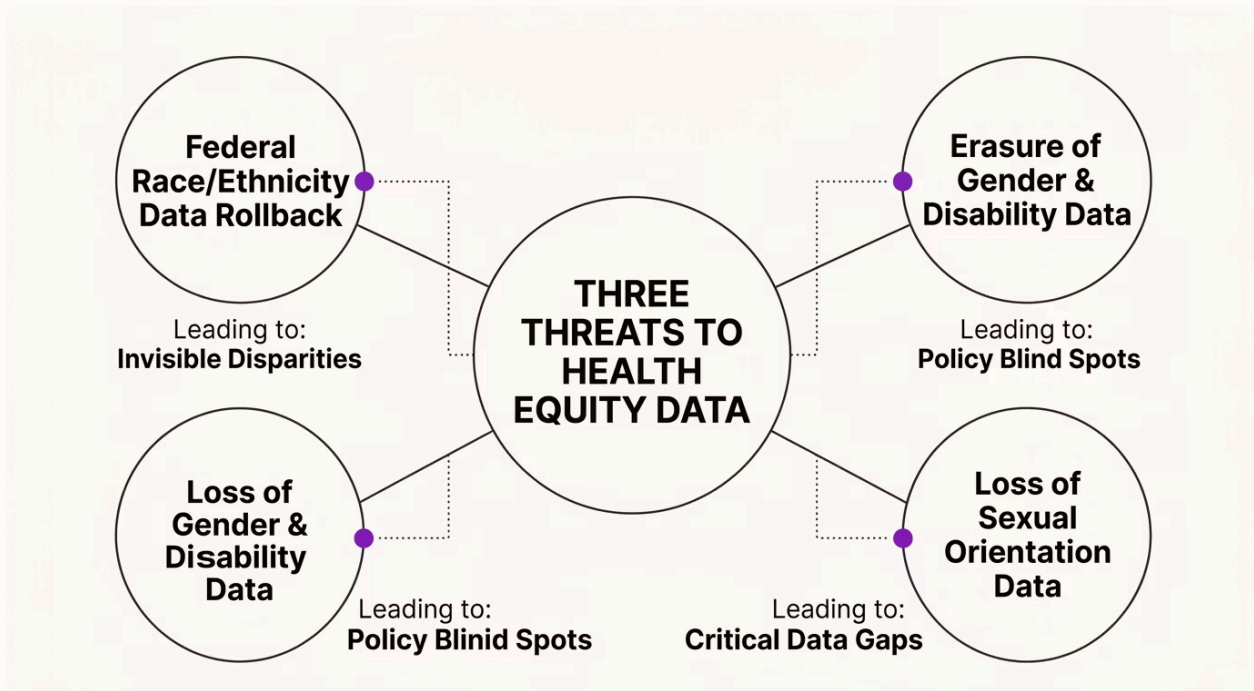 Federal
Race/Ethnicity
Data Rollback
Leading to:
Invisible Disparities
Erasure of
Gender &
Disability Data
Leading to:
Policy Blind Spots
THREE
THREATS TO
HEALTH
EQUITY DATA
Loss of
Gender &
Disability
Data
Leading to:
Policy Blinid Spots
Loss of
Sexual
Orientation
Data
Leading to:
Critical Data Gaps